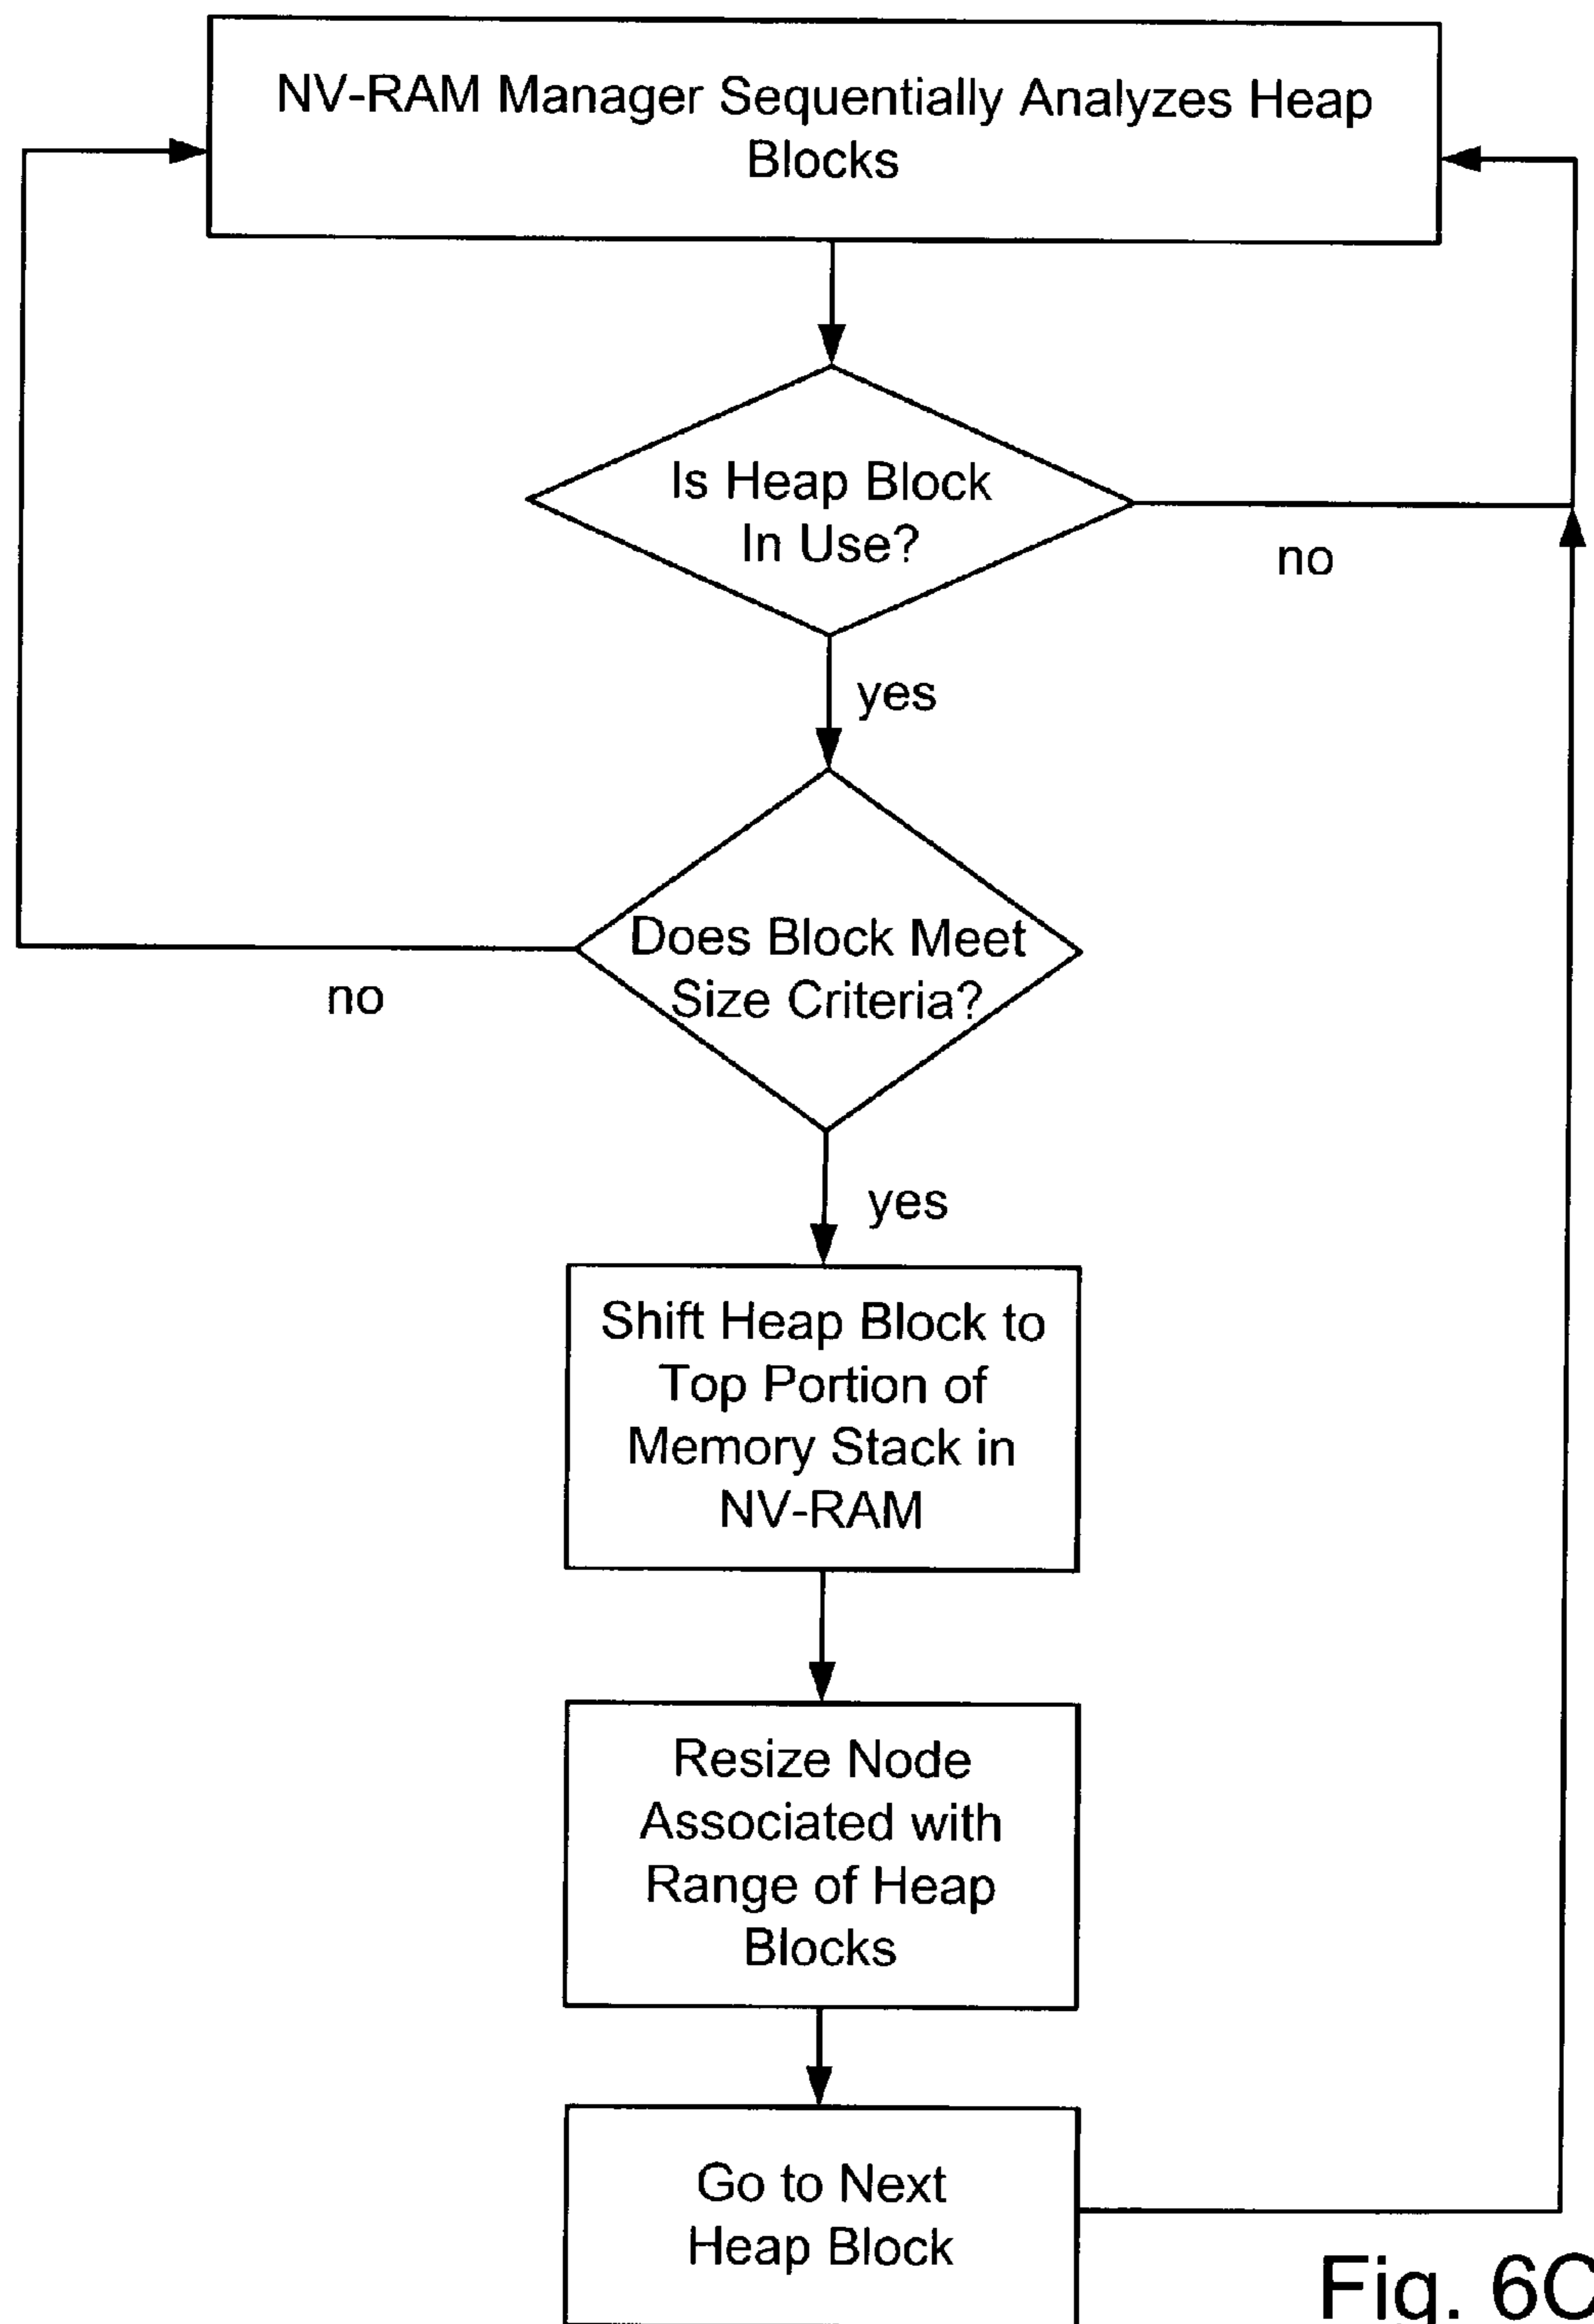 NV-RAM Manager Sequentially Analyzes Heap
Blocks
Is Heap Block
In Use?
no
yes
Does Block Meet
Size Criteria?
no
yes
Shift Heap Block to
Top Portion of
Memory Stack in
NV-RAM
Resize Node
Associated with
Range of Heap
Blocks
Go to Next
Heap Block
Fig. 6C